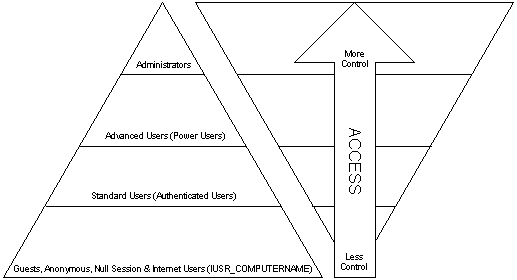 Administrators
Advanced Users (Power Users)
Standard Users (Authenticated Users)
Guests, Anonymous, Null Session & Internet Users (IUSR_COMPUTERNAME)
More
Control
ACCESS
Less
Control